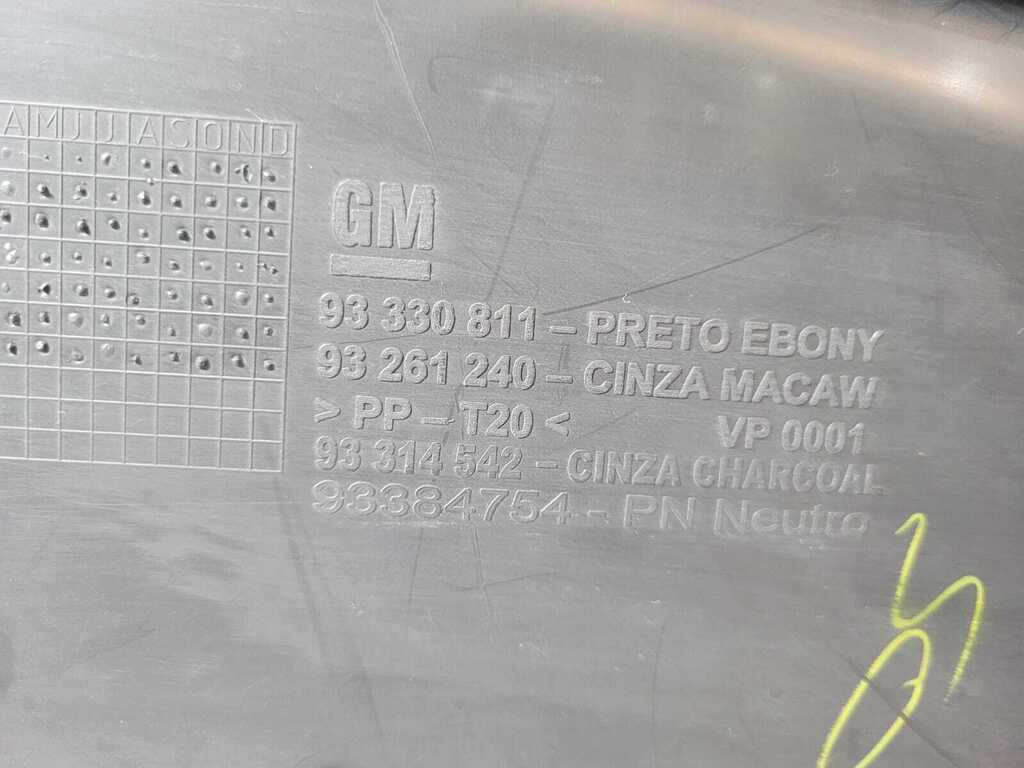 AMJJASOND
GM
93 330 811 – PRETO EBONY
93 261 240 – CINZA MACAW
> PP – T20 < VP 0001
93 314 542 – CINZA CHARCOAL
93384754 - PN Neutro